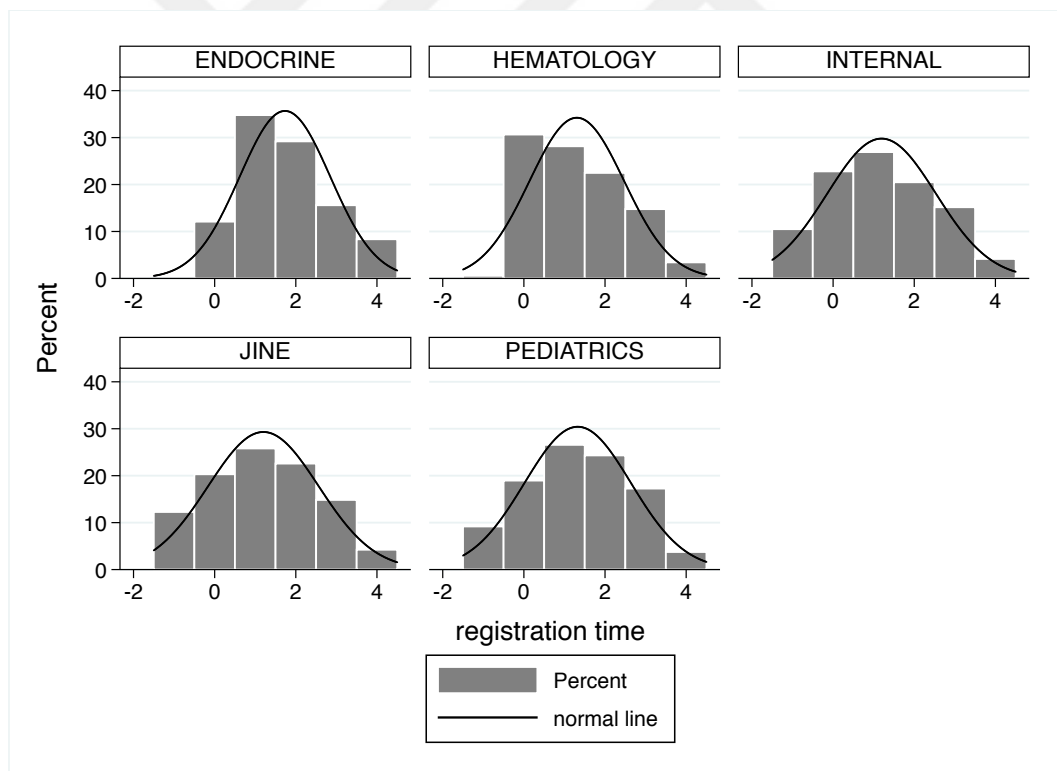 ENDOCRINE HEMATOLOGY INTERNAL
40
30
20
10
0
-2 0 2 4 -2 0 2 4 -2 0 2 4
Percent
JINE PEDIATRICS
40
30
20
10
0
-2 0 2 4 -2 0 2 4
registration time
Percent
normal line